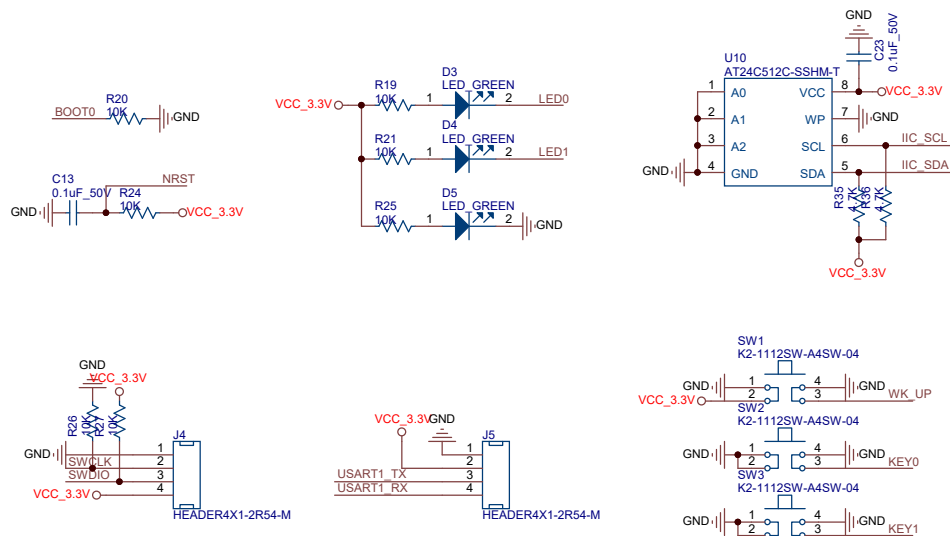 R20
10K
BOOT0
GND
C13
0.1uF_50V
NRST
R24
10K
GND
VCC_3.3V
VCC_3.3V
R19
10K
1
D3
LED_GREEN
2
LED0
R21
10K
1
D4
LED_GREEN
2
LED1
R25
10K
1
D5
LED_GREEN
2
GND
GND
C23
0.1uF_50V
U10
AT24C512C-SSHM-T
1 A0 VCC 8 VCC_3.3V
2 A1 WP 7 GND
3 A2 SCL 6 IIC_SCL
GND 4 GND SDA 5 IIC_SDA
R35
4.7K
R36
4.7K
VCC_3.3V
GND
VCC_3.3V
R26
10K
R27
10K
J4
GND 1
SWCLK 2
SWDIO 3
VCC_3.3V 4
HEADER4X1-2R54-M
VCC_3.3V
GND
J5
1
2
USART1_TX 3
USART1_RX 4
HEADER4X1-2R54-M
SW1
K2-1112SW-A4SW-04
GND 1 4 GND
VCC_3.3V 2 3 WK_UP
SW2
K2-1112SW-A4SW-04
GND 1 4 GND
2 3 KEY0
SW3
K2-1112SW-A4SW-04
GND 1 4 GND
2 3 KEY1